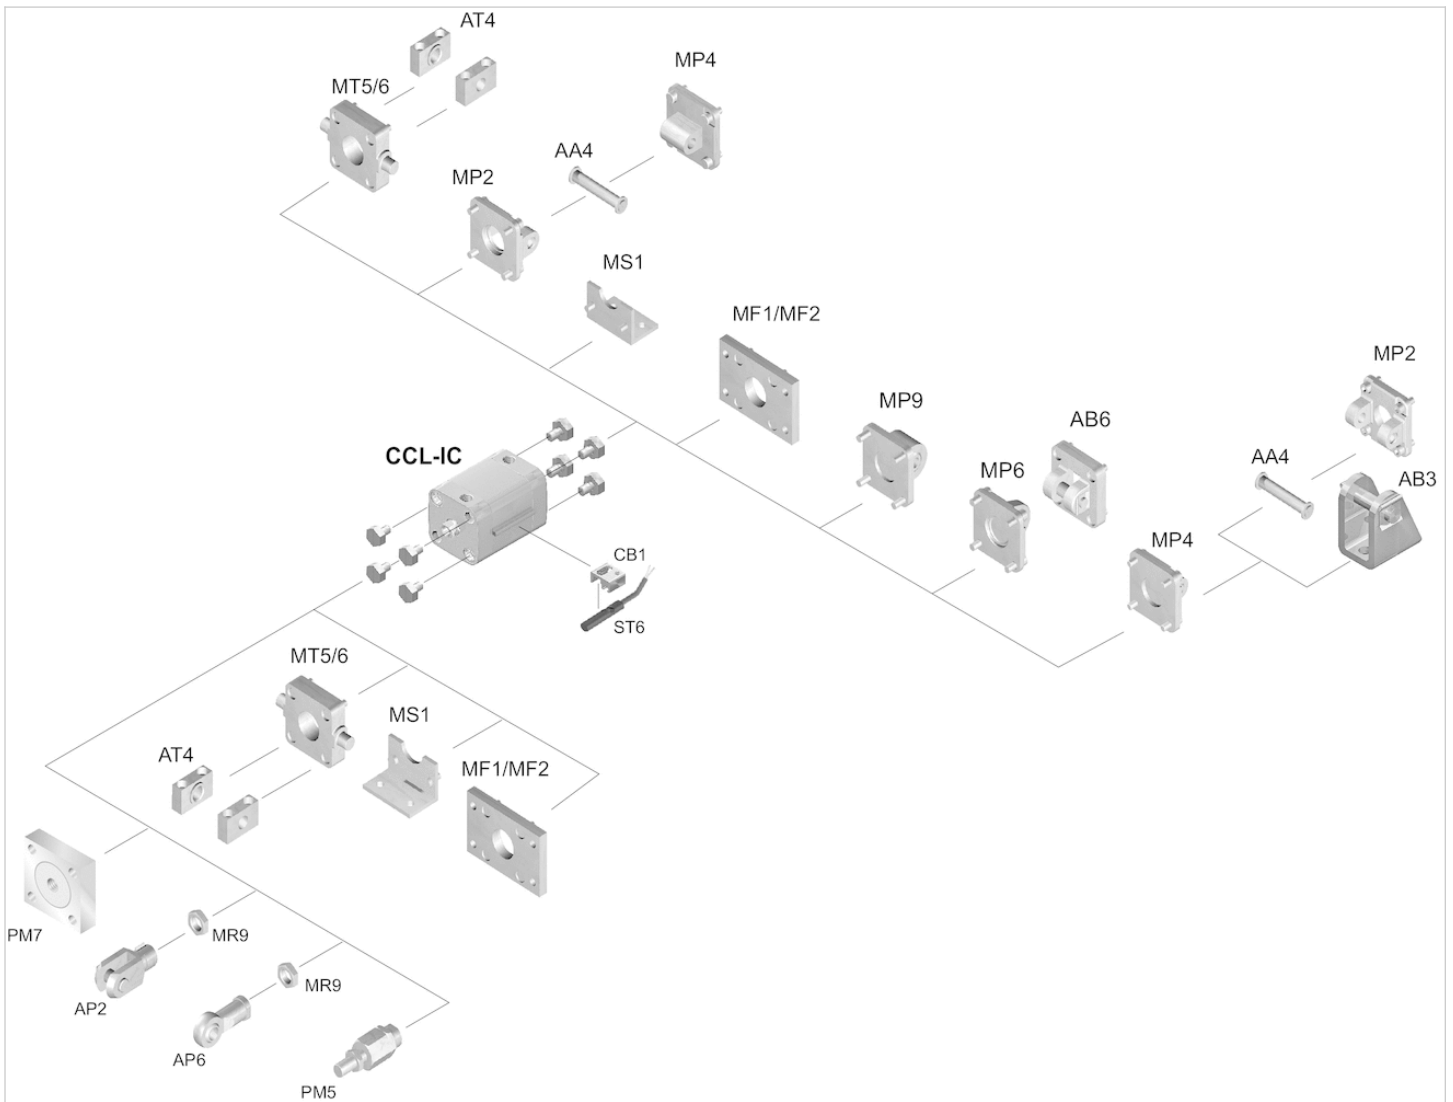 AT4
MP4
MT5/6
AA4
MP2
MS1
MF1/MF2
MP2
MP9
AB6
CCL-IC
AA4
MP6
AB3
MP4
CB1
ST6
MT5/6
MS1
AT4
MF1/MF2
PM7
MR9
MR9
AP2
AP6
PM5